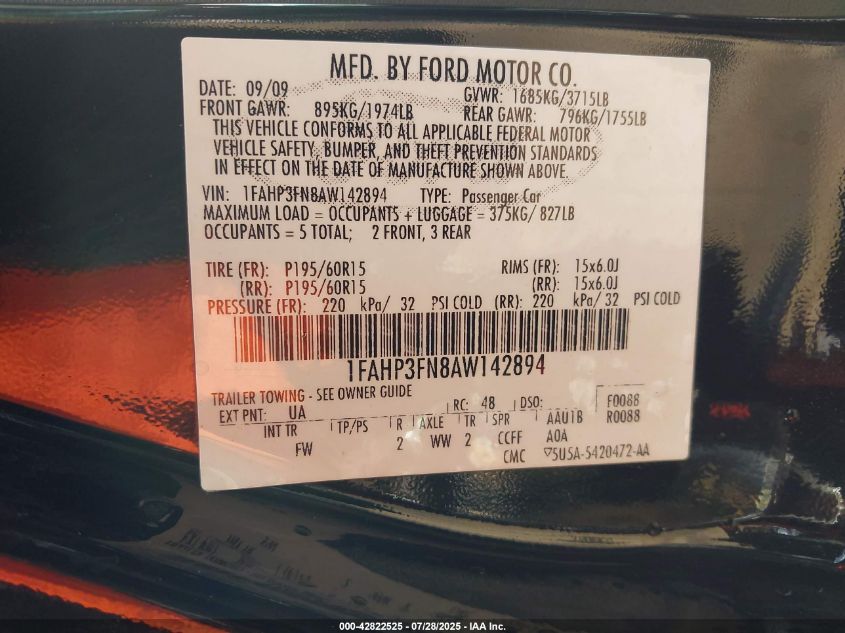 MFD. BY FORD MOTOR CO.
DATE: 09/09 GVWR: 1685KG/3715LB
FRONT GAWR: 895KG/1974LB REAR GAWR: 796KG/1755LB
THIS VEHICLE CONFORMS TO ALL APPLICABLE FEDERAL MOTOR
VEHICLE SAFETY, BUMPER, AND THEFT PREVENTION STANDARDS
IN EFFECT ON THE DATE OF MANUFACTURE SHOWN ABOVE.
VIN: 1FAHP3FN8AW142894 TYPE: Passenger Car
MAXIMUM LOAD = OCCUPANTS + LUGGAGE = 375KG/ 827LB
OCCUPANTS = 5 TOTAL; 2 FRONT, 3 REAR
TIRE (FR): P195/60R15 RIMS (FR): 15x6.0J
(RR): P195/60R15 (RR): 15x6.0J
PRESSURE (FR): 220 kPa/ 32 PSI COLD (RR): 220 kPa/ 32 PSI COLD
1FAHP3FN8AW142894
TRAILER TOWING - SEE OWNER GUIDE
EXT PNT: UA RC: 48 DSO: F0088
INT TR TP/PS R AXLE TR SPR AAU1B R0088
FW 2 WW 2 CCFF AOA
CMC 5U5A-5420472-AA
000-42822525 - 07/28/2025 - IAA Inc.